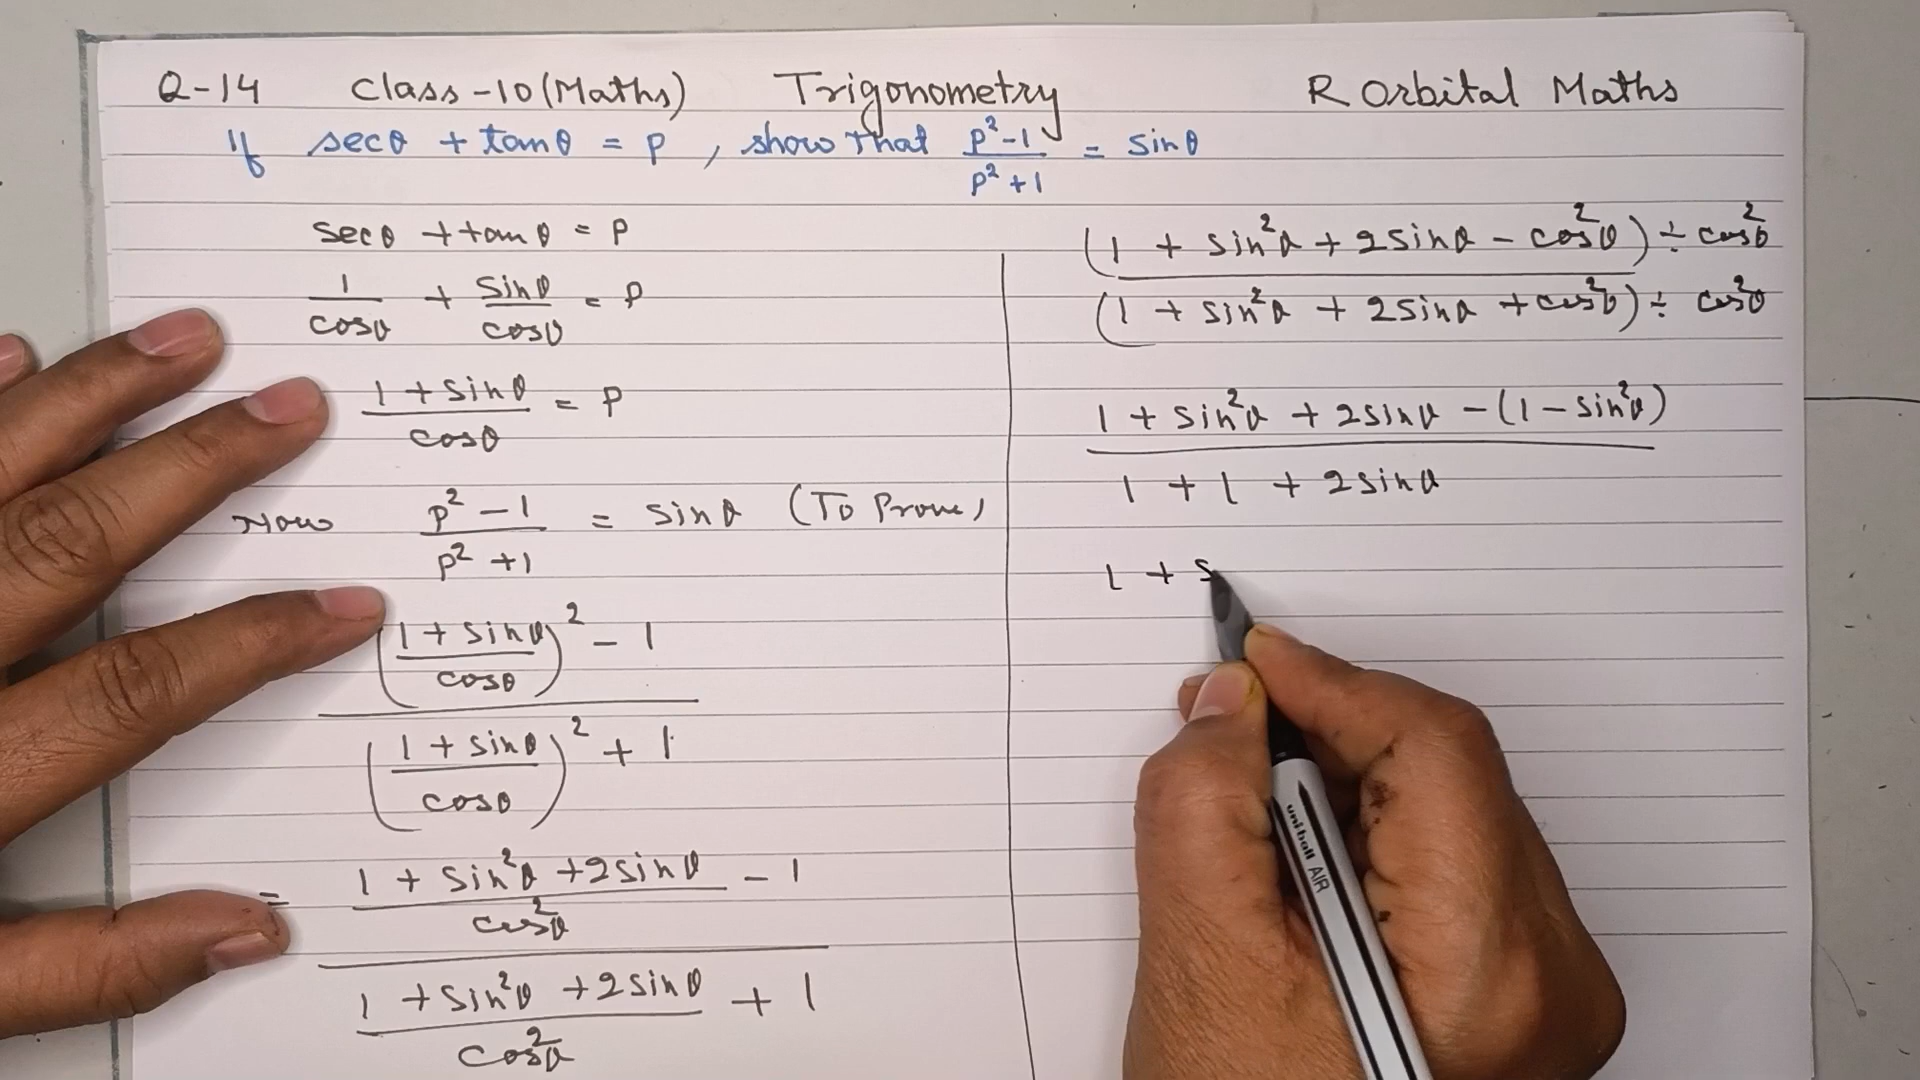 Q-14 Class-10 (Maths) Trigonometry R Orbital Maths
If secθ + tanθ = p , show that p²-1 / p²+1 = sinθ
secθ + tanθ = p
1/cosθ + sinθ/cosθ = p
1 + sinθ / cosθ = p
Now p² - 1 / p² + 1 = sinθ (To Prove)
(1 + sinθ / cosθ)² - 1
(1 + sinθ / cosθ)² + 1
= 1 + sin²θ + 2sinθ / cos²θ - 1
1 + sin²θ + 2sinθ / cos²θ + 1
(1 + sin²θ + 2sinθ - cos²θ) ÷ cos²θ
(1 + sin²θ + 2sinθ + cos²θ) ÷ cos²θ
1 + sin²θ + 2sinθ - (1 - sin²θ)
1 + 1 + 2sinθ
1 + s
uniball AIR